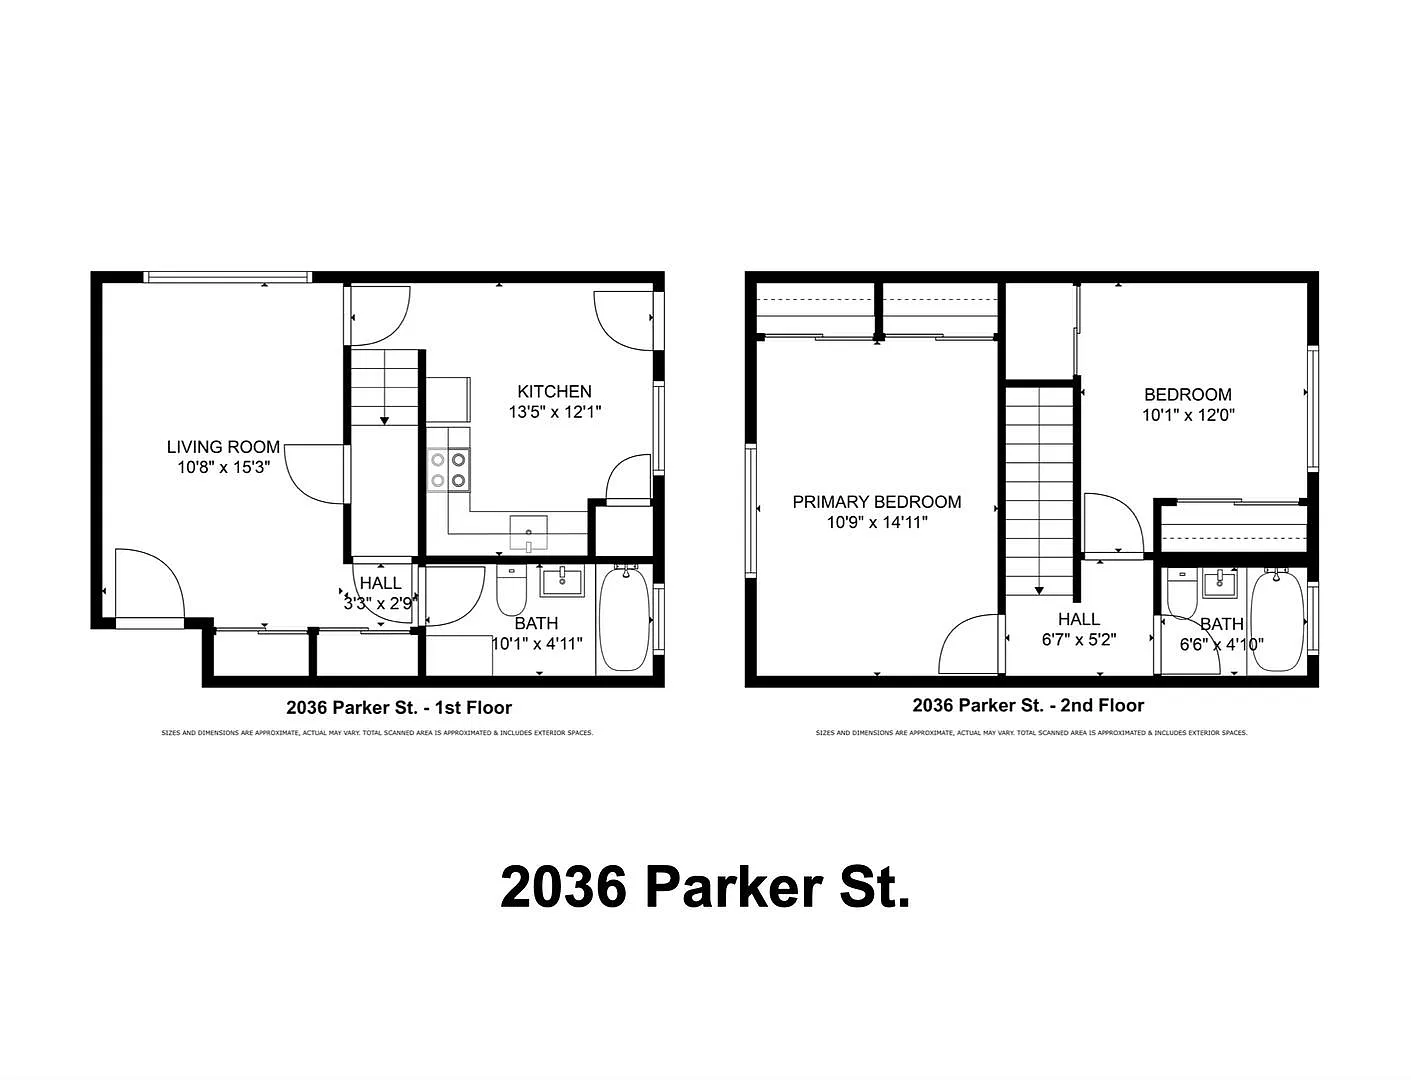 LIVING ROOM
10'8" x 15'3"
KITCHEN
13'5" x 12'1"
HALL
3'3" x 2'9"
BATH
10'1" x 4'11"
2036 Parker St. - 1st Floor
SIZES AND DIMENSIONS ARE APPROXIMATE, ACTUAL MAY VARY. TOTAL SCANNED AREA IS APPROXIMATED & INCLUDES EXTERIOR SPACES.
PRIMARY BEDROOM
10'9" x 14'11"
BEDROOM
10'1" x 12'0"
HALL
6'7" x 5'2"
BATH
6'6" x 4'10"
2036 Parker St. - 2nd Floor
SIZES AND DIMENSIONS ARE APPROXIMATE, ACTUAL MAY VARY. TOTAL SCANNED AREA IS APPROXIMATED & INCLUDES EXTERIOR SPACES.
2036 Parker St.